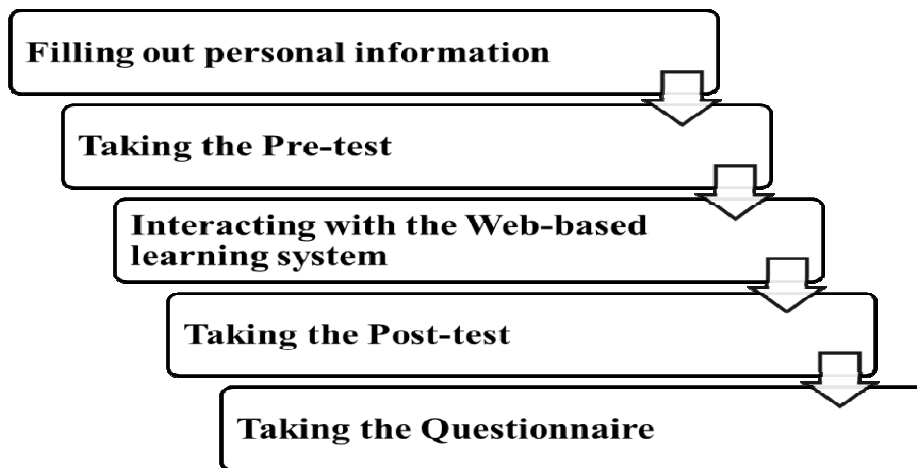 Filling out personal information
Taking the Pre-test
Interacting with the Web-based
learning system
Taking the Post-test
Taking the Questionnaire